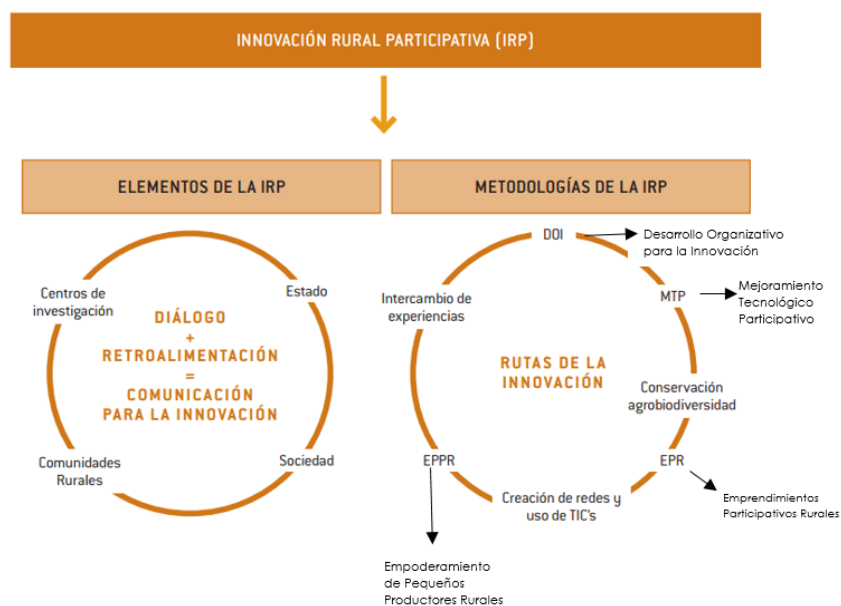 INNOVACIÓN RURAL PARTICIPATIVA (IRP)
ELEMENTOS DE LA IRP
Centros de
investigación
Estado
DIÁLOGO
+
RETROALIMENTACIÓN
=
COMUNICACIÓN
PARA LA INNOVACIÓN
Comunidades
Rurales
Sociedad
METODOLOGÍAS DE LA IRP
DOI
Desarrollo Organizativo
para la Innovación
Intercambio de
experiencias
MTP
Mejoramiento
Tecnológico
Participativo
RUTAS DE LA
INNOVACIÓN
Conservación
agrobiodiversidad
EPPR
EPR
Creación de redes y
uso de TIC's
Emprendimientos
Participativos Rurales
Empoderamiento
de Pequeños
Productores Rurales